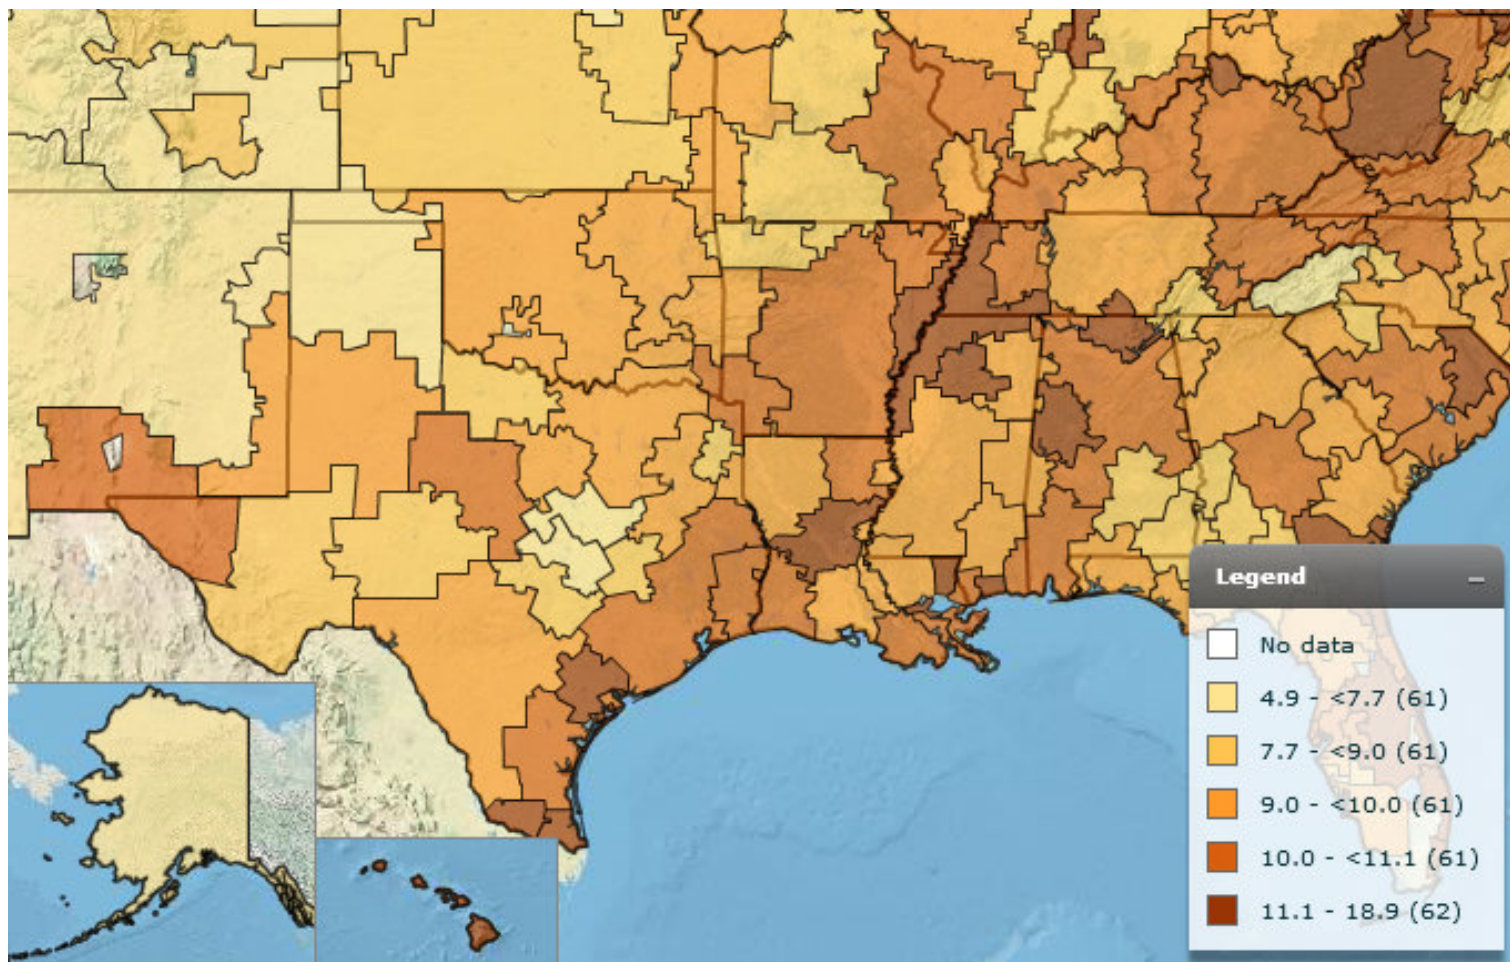 Legend
No data
4.9 - <7.7 (61)
7.7 - <9.0 (61)
9.0 - <10.0 (61)
10.0 - <11.1 (61)
11.1 - 18.9 (62)